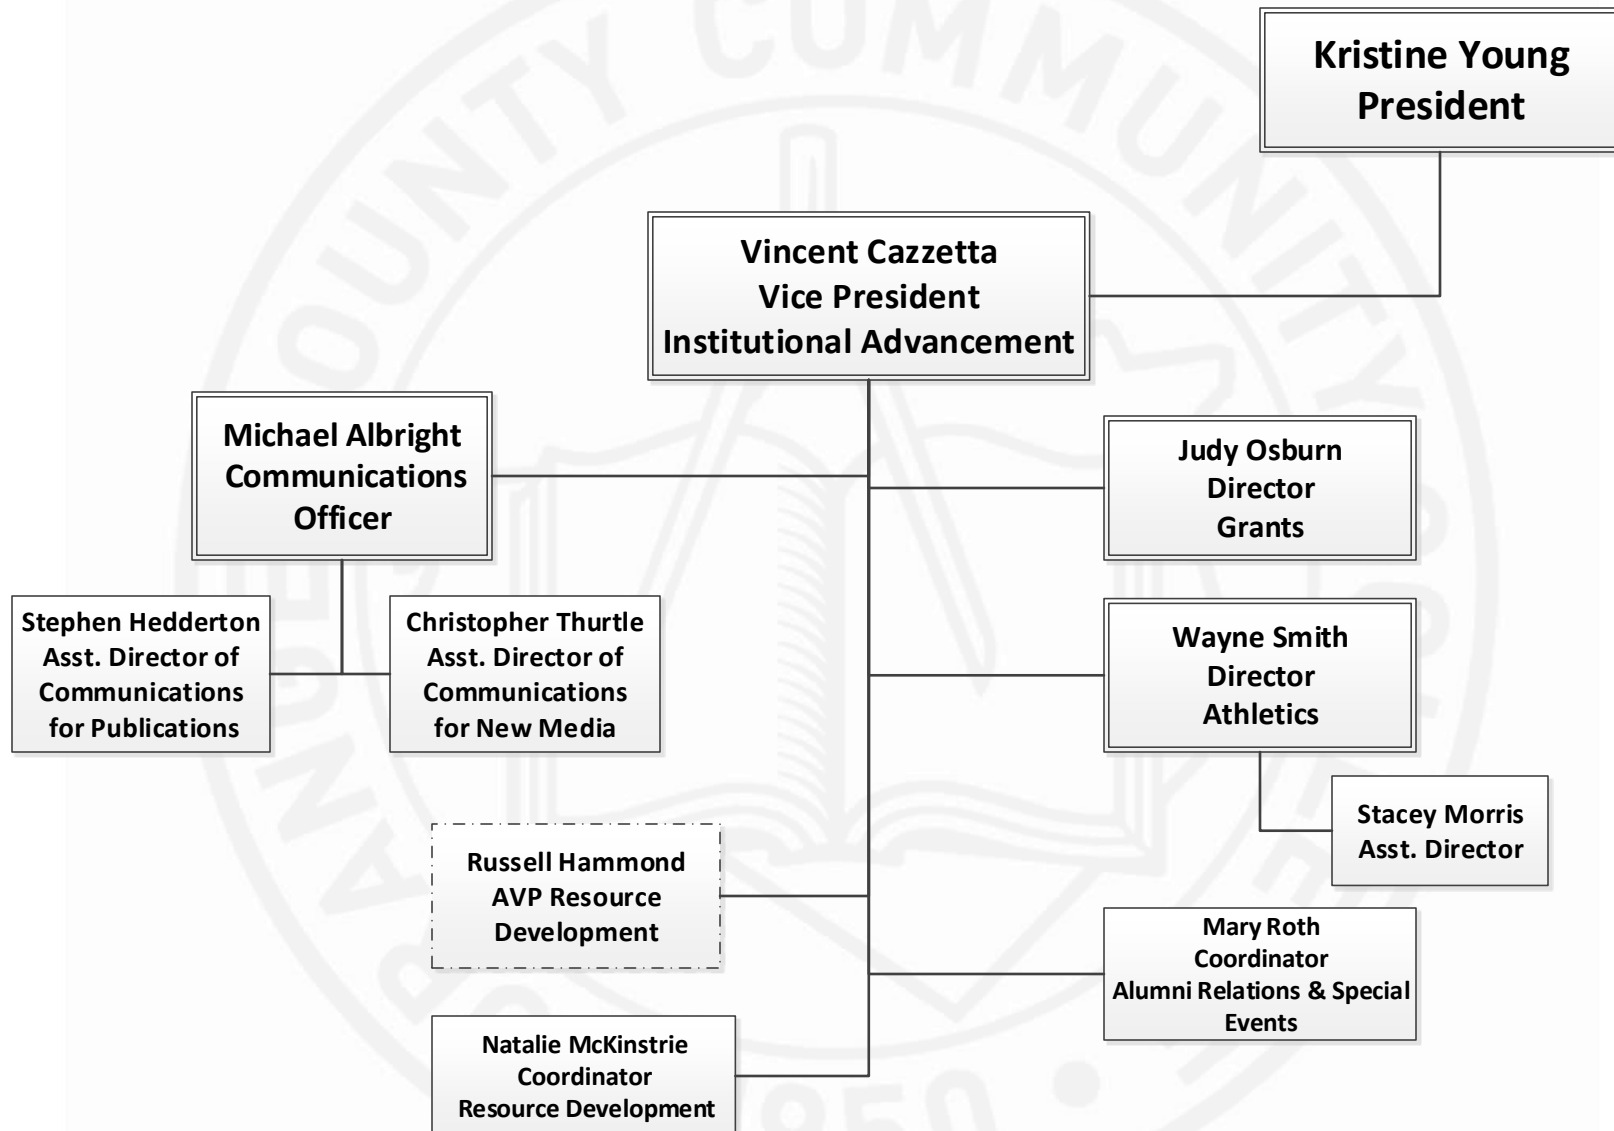 Kristine Young
President
Vincent Cazzetta
Vice President
Institutional Advancement
Michael Albright
Communications
Officer
Judy Osburn
Director
Grants
Stephen Hedderton
Asst. Director of
Communications
for Publications
Christopher Thurtle
Asst. Director of
Communications
for New Media
Wayne Smith
Director
Athletics
Stacey Morris
Asst. Director
Russell Hammond
AVP Resource
Development
Mary Roth
Coordinator
Alumni Relations & Special
Events
Natalie McKinstrie
Coordinator
Resource Development
COUNTY COMMUNITY